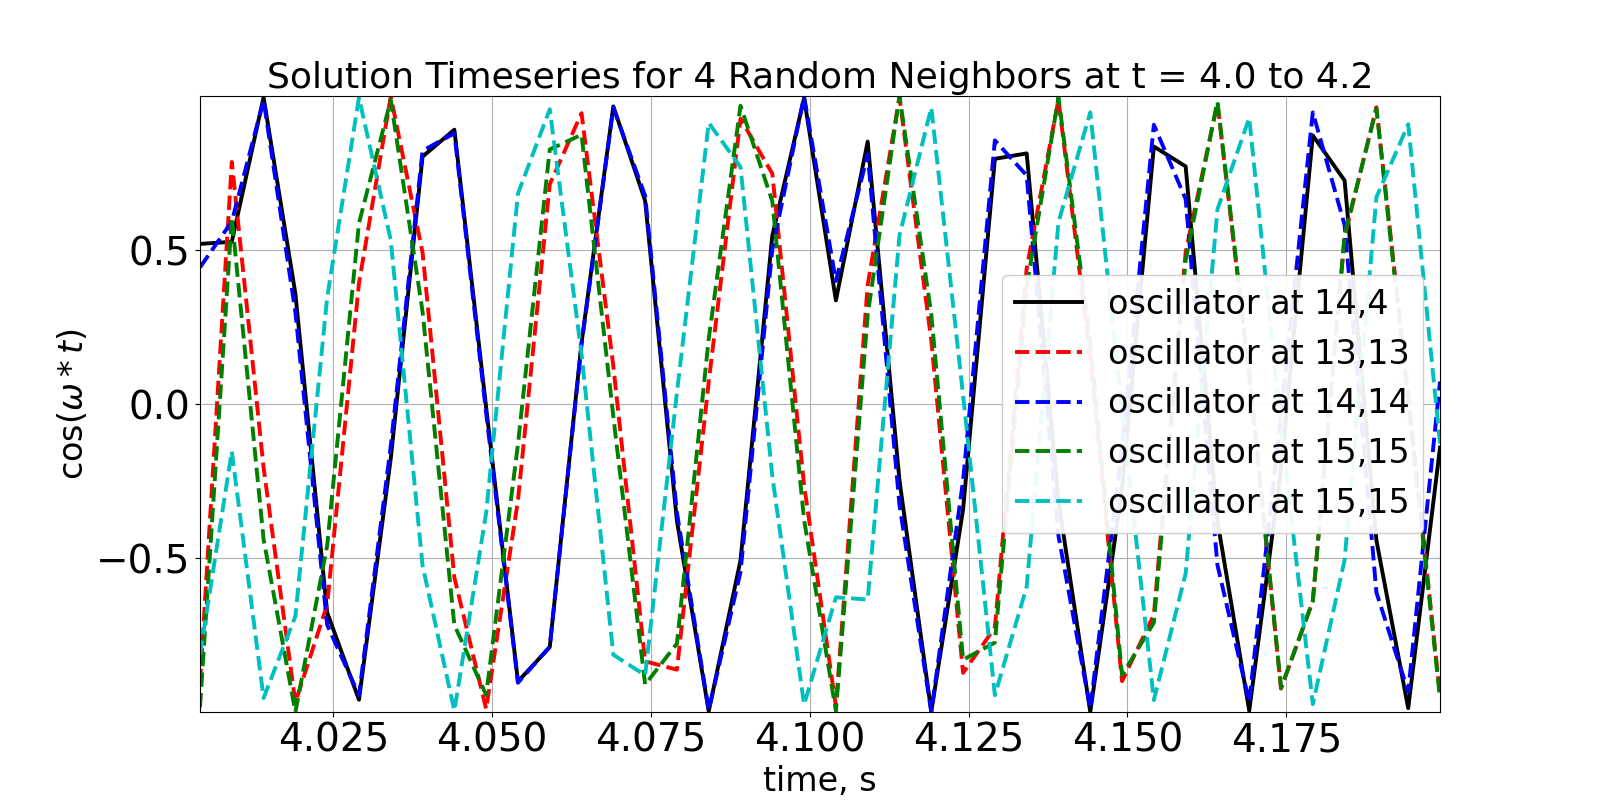 Solution Timeseries for 4 Random Neighbors at t = 4.0 to 4.2
cos(ω * t)
0.5
0.0
−0.5
oscillator at 14,4
oscillator at 13,13
oscillator at 14,14
oscillator at 15,15
oscillator at 15,15
4.025 4.050 4.075 4.100 4.125 4.150 4.175
time, s